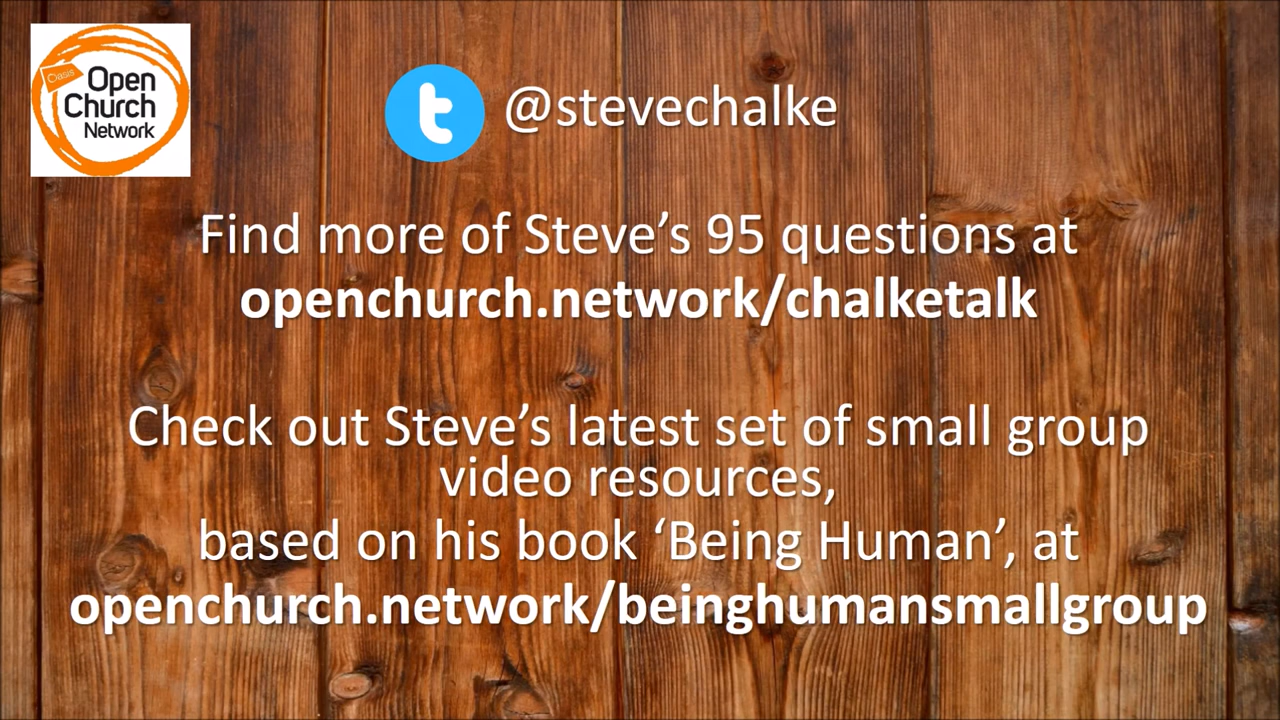 Oasis
Open
Church
Network
t @stevechalke
Find more of Steve’s 95 questions at
openchurch.network/chalketalk
Check out Steve’s latest set of small group
video resources,
based on his book ‘Being Human’, at
openchurch.network/beinghumansmallgroup